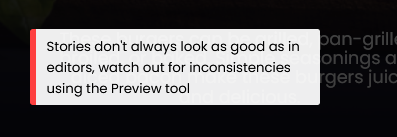 Stories don't always look as good as in
editors, watch out for inconsistencies
using the Preview tool